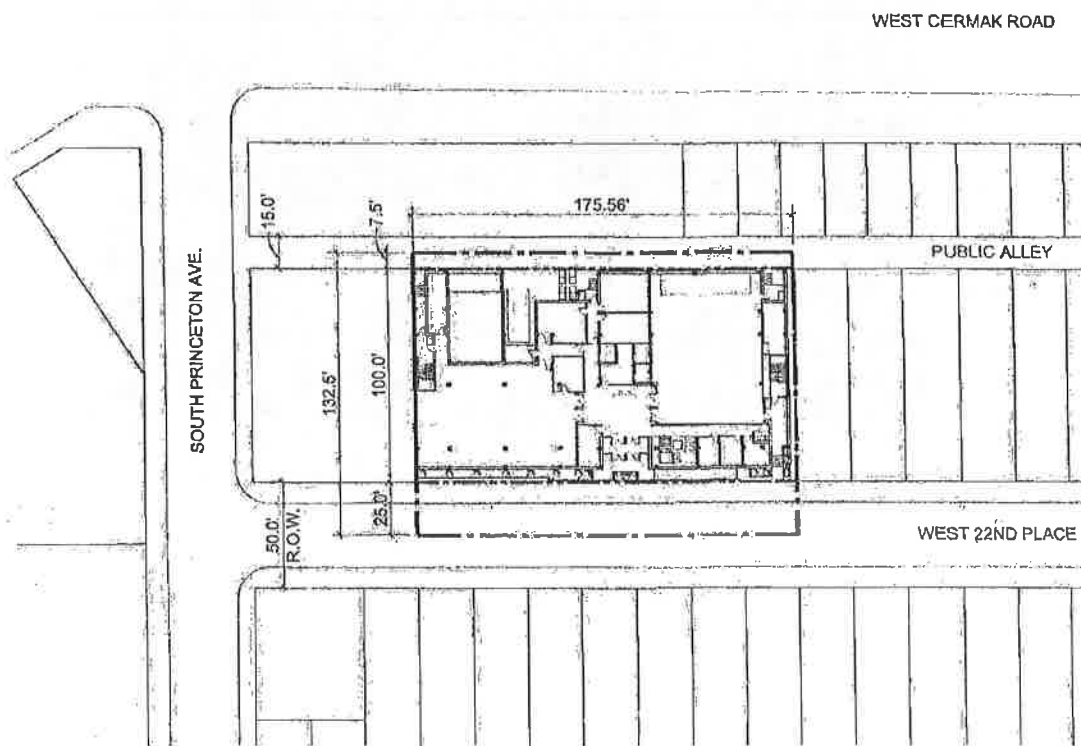 WEST CERMAK ROAD
175.56'
15.0'
7.5'
PUBLIC ALLEY
SOUTH PRINCETON AVE.
132.5'
100.0'
25.0'
50.0'
R.O.W.
WEST 22ND PLACE